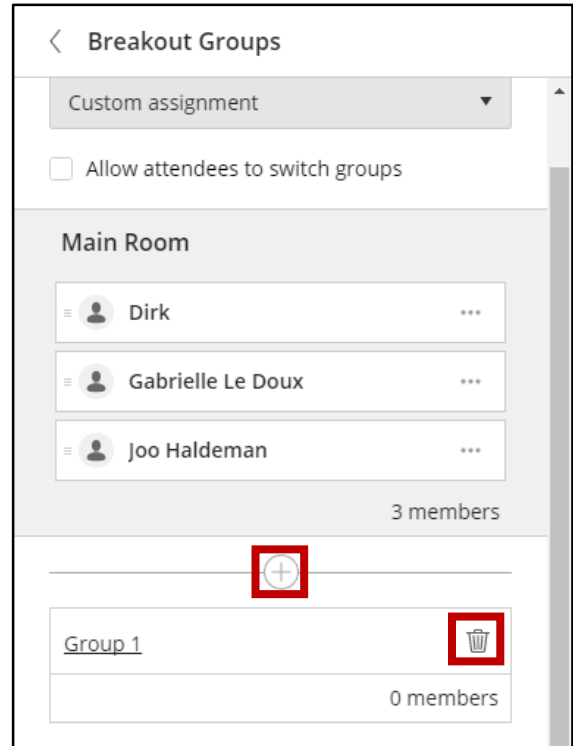 Breakout Groups
Custom assignment
Allow attendees to switch groups
Main Room
Dirk
Gabrielle Le Doux
Joo Haldeman
3 members
Group 1
0 members